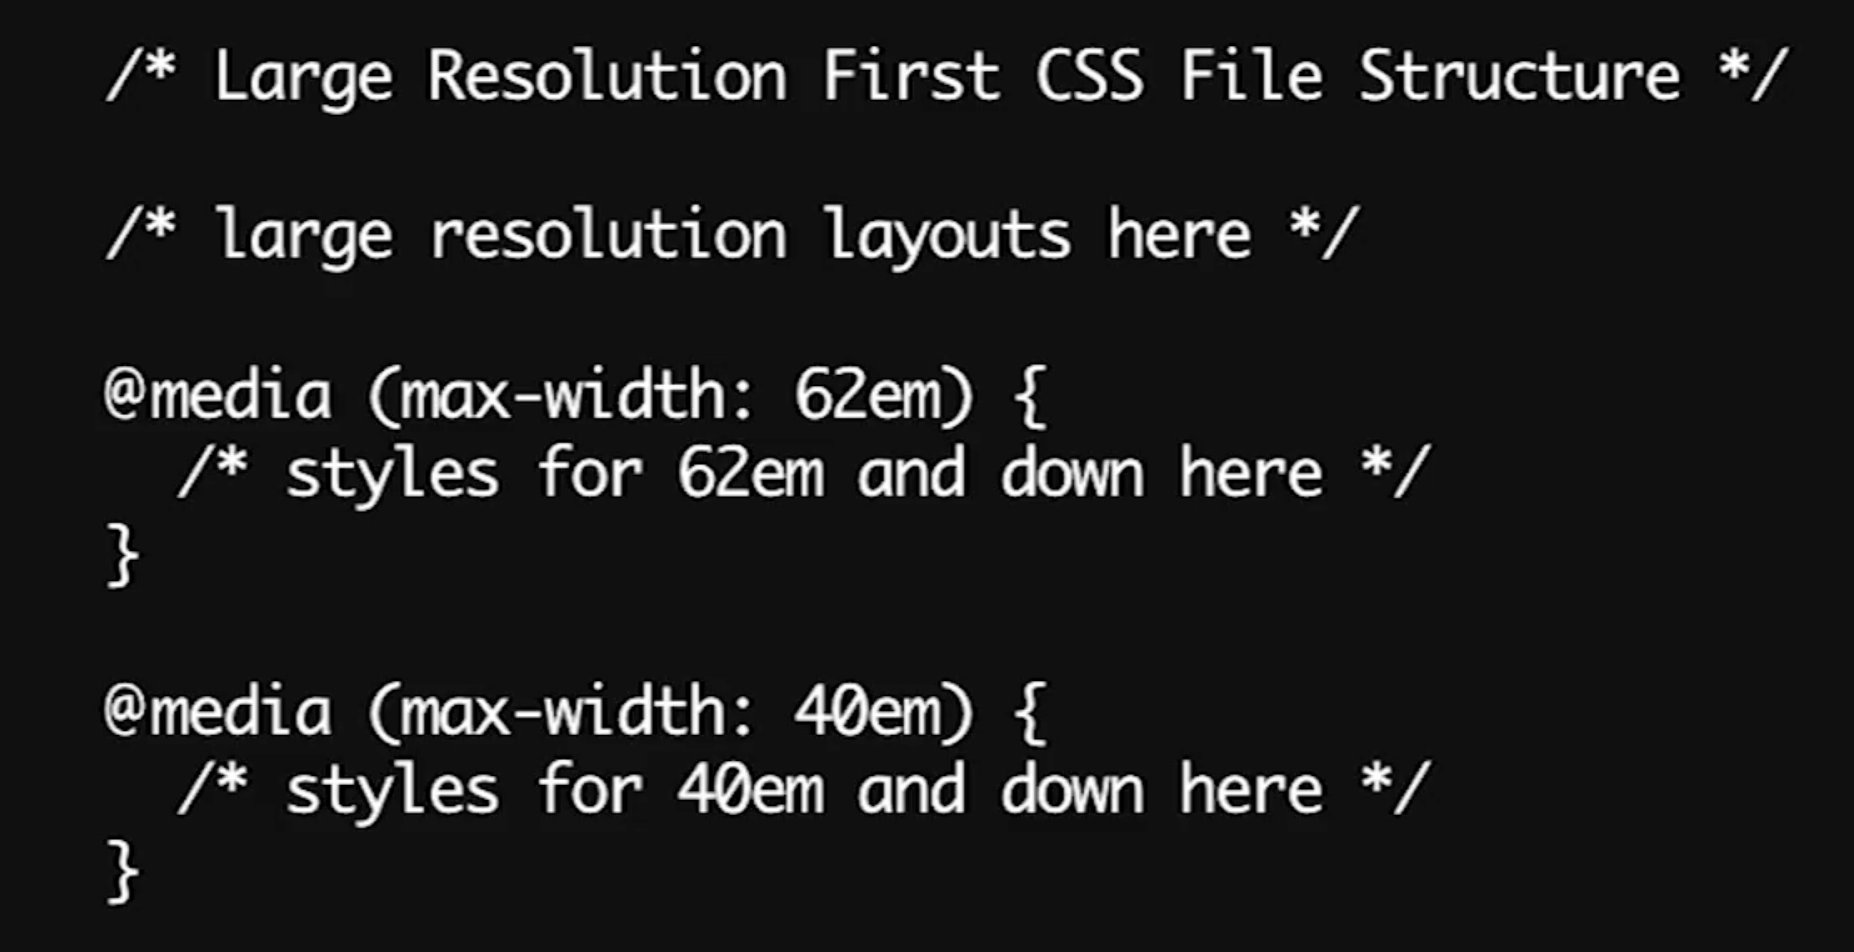 /* Large Resolution First CSS File Structure */
/* large resolution layouts here */
@media (max-width: 62em) {
/* styles for 62em and down here */
}
@media (max-width: 40em) {
/* styles for 40em and down here */
}